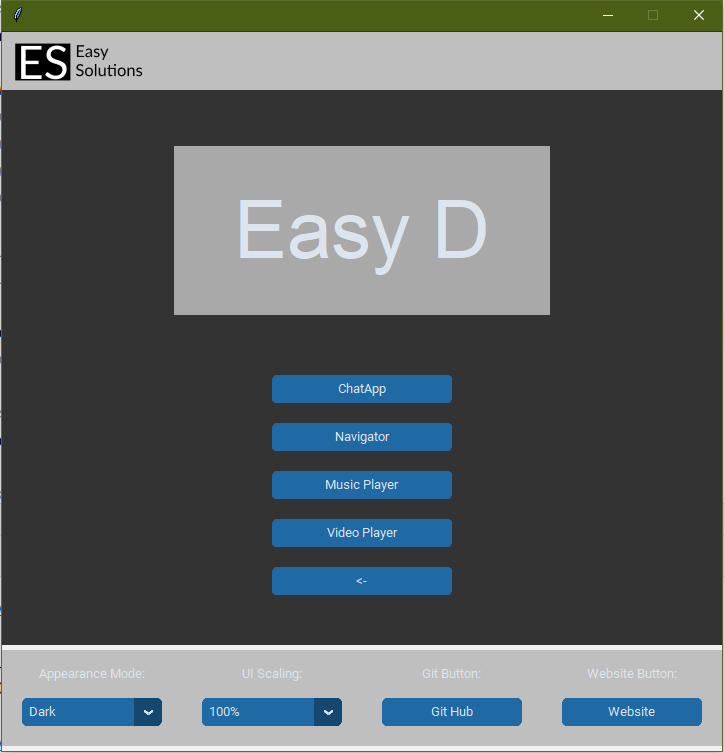 ES Easy
Solutions
Easy D
ChatApp
Navigator
Music Player
Video Player
<-
Appearance Mode: UI Scaling: Git Button: Website Button:
Dark 100% Git Hub Website